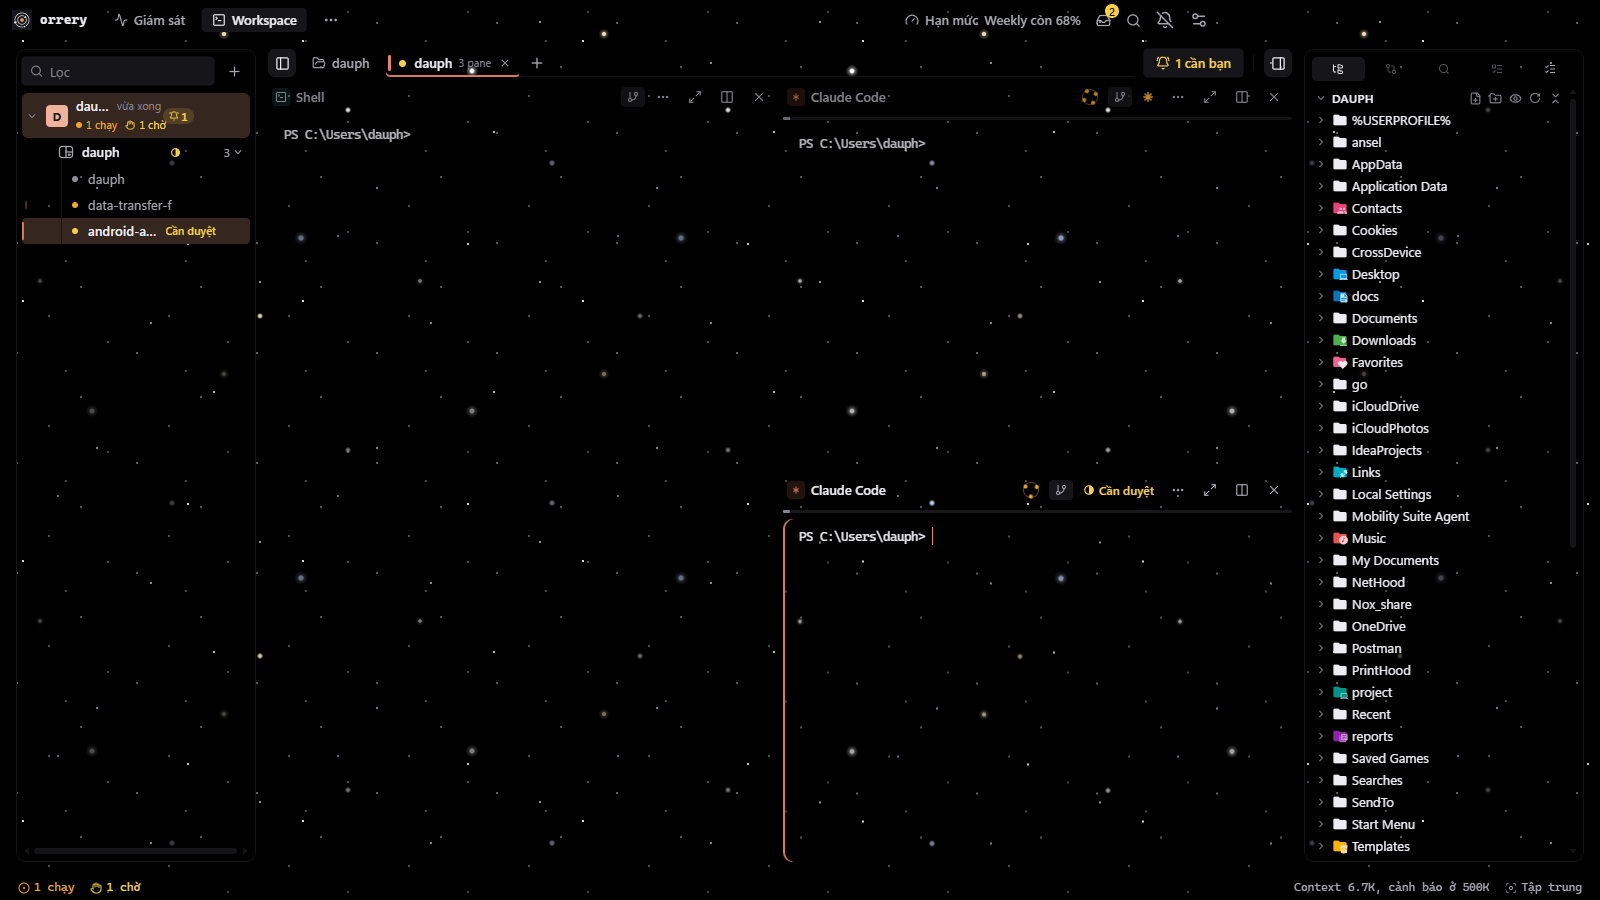 orrery
Giám sát
Workspace
Hạn mức Weekly còn 68%
2
Lọc
D
dau...
vừa xong
1 chạy
1 chờ
1
dauph
3
dauph
data-transfer-f
android-a...
Cần duyệt
dauph
dauph
3 pane
1 cần bạn
Shell
PS C:\Users\dauph>
Claude Code
PS C:\Users\dauph>
Claude Code
Cần duyệt
PS C:\Users\dauph>
DAUPH
%USERPROFILE%
ansel
AppData
Application Data
Contacts
Cookies
CrossDevice
Desktop
docs
Documents
Downloads
Favorites
go
iCloudDrive
iCloudPhotos
IdeaProjects
Links
Local Settings
Mobility Suite Agent
Music
My Documents
NetHood
Nox_share
OneDrive
Postman
PrintHood
project
Recent
reports
Saved Games
Searches
SendTo
Start Menu
Templates
1 chạy
1 chờ
Context 6.7K, cảnh báo ở 500K
Tập trung